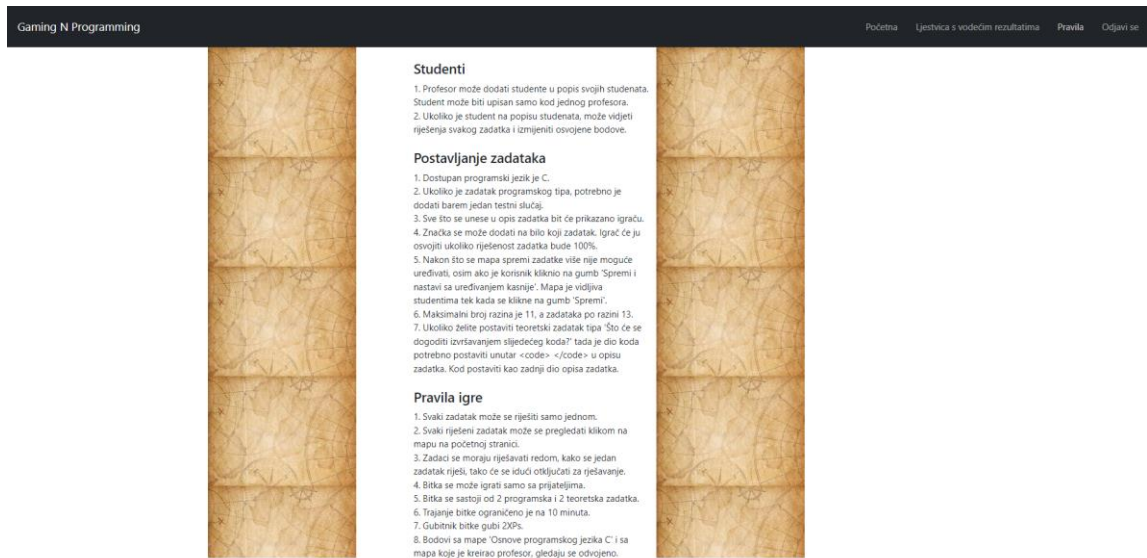 Gaming N Programming
Početna Ljestvica s vodećim rezultatima Pravila Odjavi se
Studenti
1. Profesor može dodati studente u popis svojih studenata.
Student može biti upisan samo kod jednog profesora.
2. Ukoliko je student na popisu studenata, može vidjeti
riješenja svakog zadatka i izmijeniti osvojene bodove.
Postavljanje zadataka
1. Dostupan programski jezik je C.
2. Ukoliko je zadatak programskog tipa, potrebno je
dodati barem jedan testni slučaj.
3. Sve što se unese u opis zadatka bit će prikazano igraču.
4. Značka se može dodati na bilo koji zadatak. Igrač će ju
osvojiti ukoliko riješenost zadatka bude 100%.
5. Nakon što se mapa spremi zadatke više nije moguće
uređivati, osim ako je korisnik kliknio na gumb 'Spremi i
nastavi sa uređivanjem kasnije'. Mapa je vidljiva
studentima tek kada se klikne na gumb 'Spremi'.
6. Maksimalni broj razina je 11, a zadataka po razini 13.
7. Ukoliko želite postaviti teoretski zadatak tipa 'Što će se
dogoditi izvršavanjem slijedećeg koda?' tada je dio koda
potrebno postaviti unutar <code> </code> u opisu
zadatka. Kod postaviti kao zadnji dio opisa zadatka.
Pravila igre
1. Svaki zadatak može se riješiti samo jednom.
2. Svaki riješeni zadatak može se pregledati klikom na
mapu na početnoj stranici.
3. Zadaci se moraju riješavati redom, kako se jedan
zadatak riješi, tako će se idući otključati za rješavanje.
4. Bitka se može igrati samo sa prijateljima.
5. Bitka se sastoji od 2 programska i 2 teoretska zadatka.
6. Trajanje bitke ograničeno je na 10 minuta.
7. Gubitnik bitke gubi 2XPs.
8. Bodovi sa mape 'Osnove programskog jezika C' i sa
mapa koje je kreirao profesor, gledaju se odvojeno.